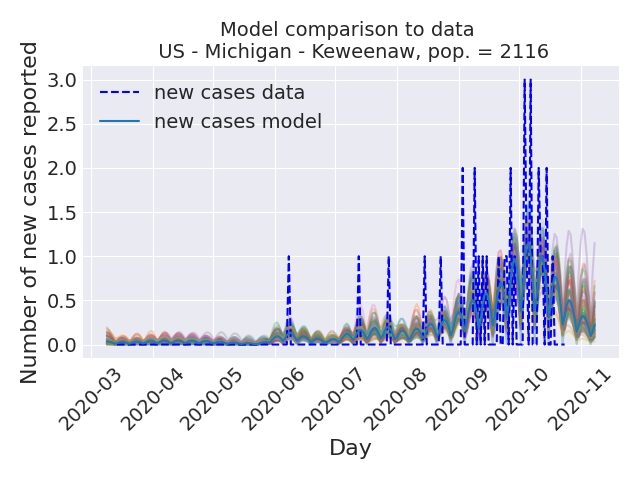 Model comparison to data
US - Michigan - Keweenaw, pop. = 2116
Number of new cases reported
3.0
2.5
2.0
1.5
1.0
0.5
0.0
new cases data
new cases model
2020-03
2020-04
2020-05
2020-06
2020-07
2020-08
2020-09
2020-10
2020-11
Day